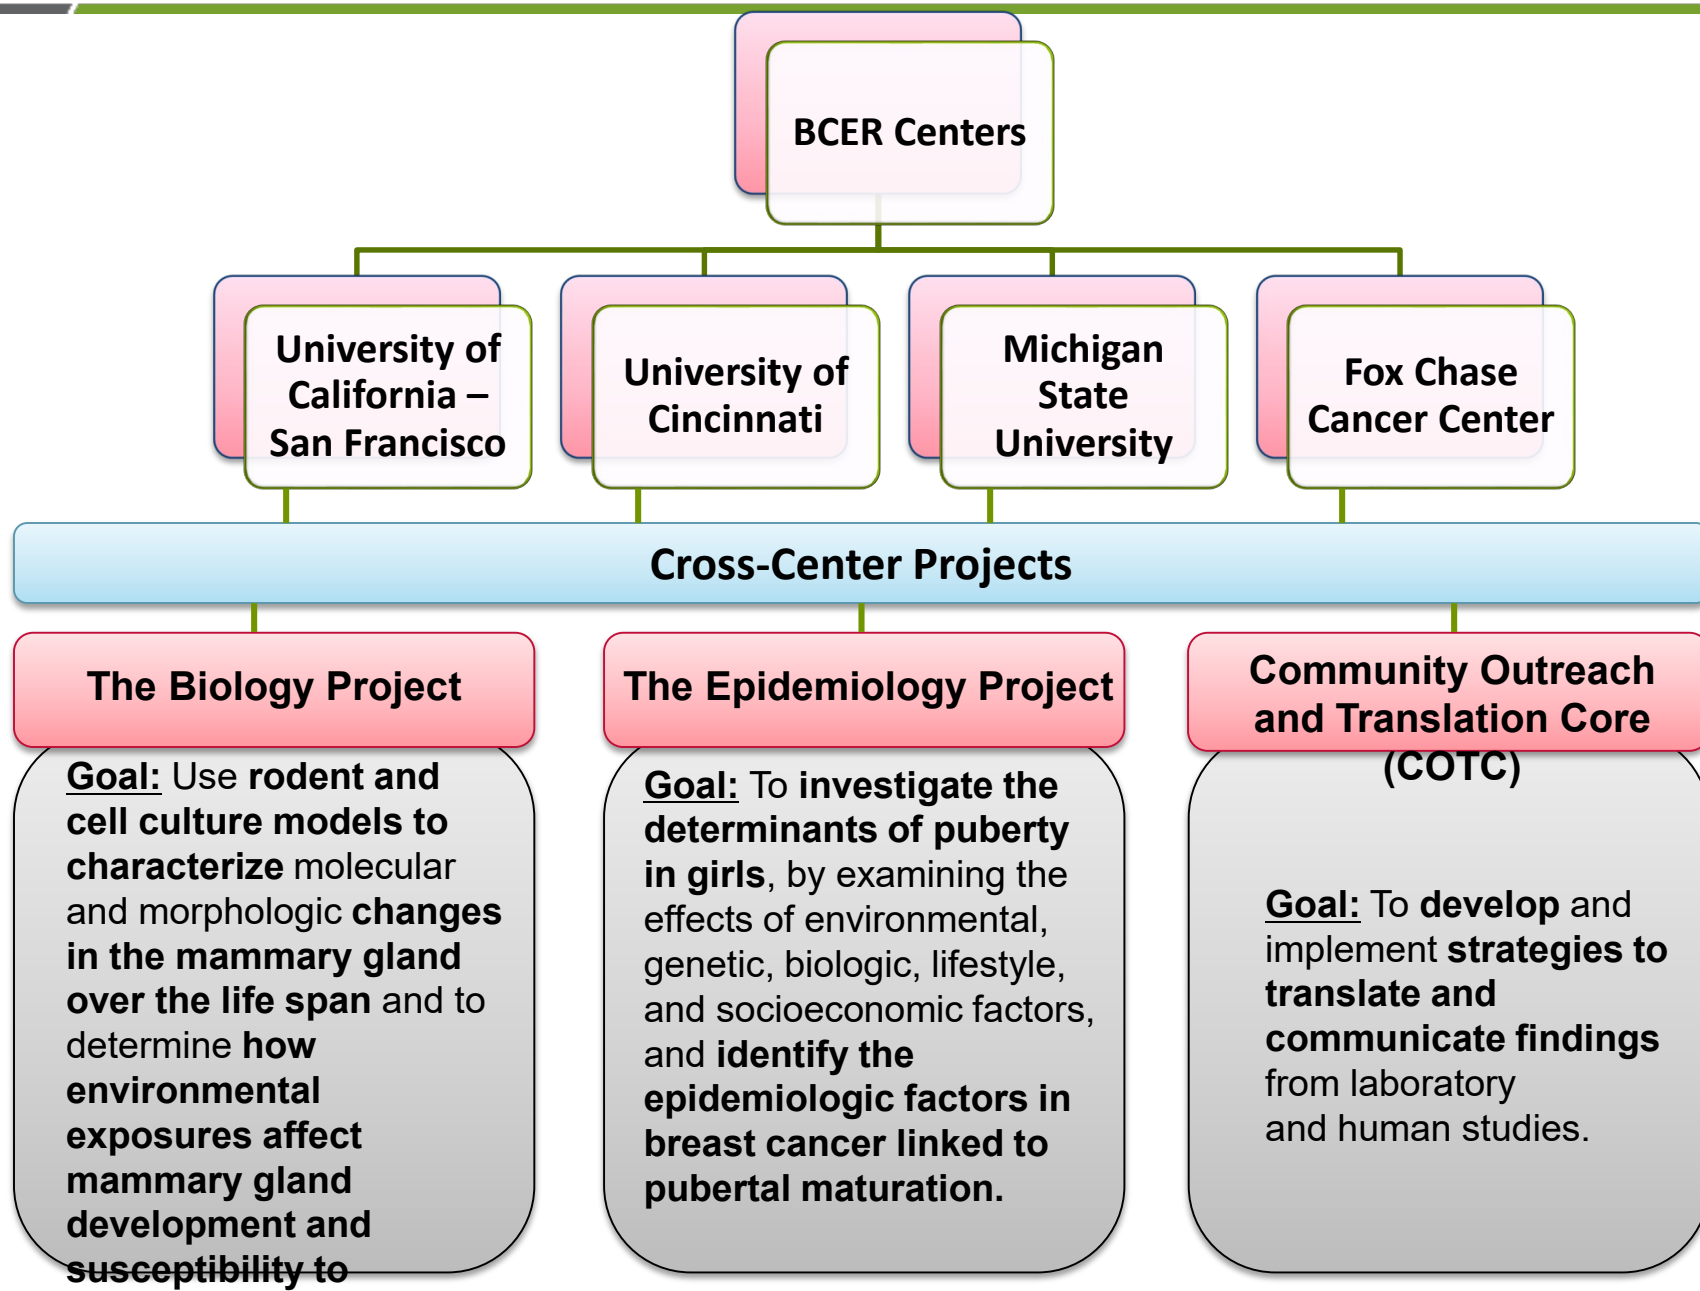 BCER Centers
University of
California –
San Francisco
University of
Cincinnati
Michigan
State
University
Fox Chase
Cancer Center
Cross-Center Projects
The Biology Project
Goal: Use rodent and
cell culture models to
characterize molecular
and morphologic changes
in the mammary gland
over the life span and to
determine how
environmental
exposures affect
mammary gland
development and
susceptibility to
The Epidemiology Project
Goal: To investigate the
determinants of puberty
in girls, by examining the
effects of environmental,
genetic, biologic, lifestyle,
and socioeconomic factors,
and identify the
epidemiologic factors in
breast cancer linked to
pubertal maturation.
Community Outreach
and Translation Core
(COTC)
Goal: To develop and
implement strategies to
translate and
communicate findings
from laboratory
and human studies.